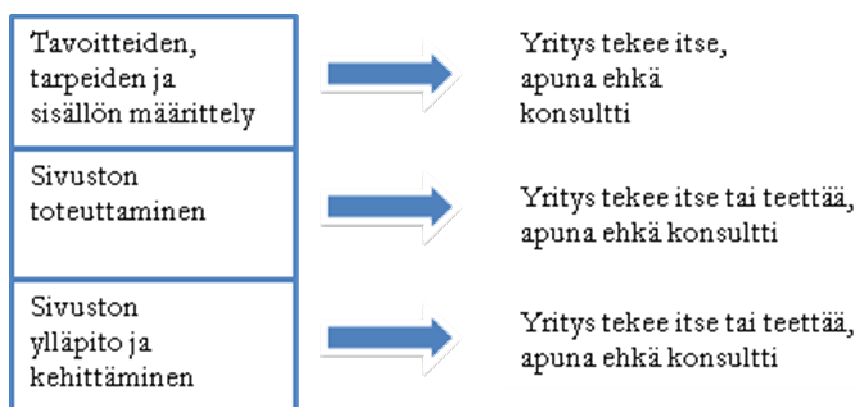 Tavoitteiden,
tarpeiden ja
sisällön määrittely
Yritys tekee itse,
apuna ehkä
konsultti
Sivuston
toteuttaminen
Yritys tekee itse tai teettää,
apuna ehkä konsultti
Sivuston
ylläpito ja
kehittäminen
Yritys tekee itse tai teettää,
apuna ehkä konsultti